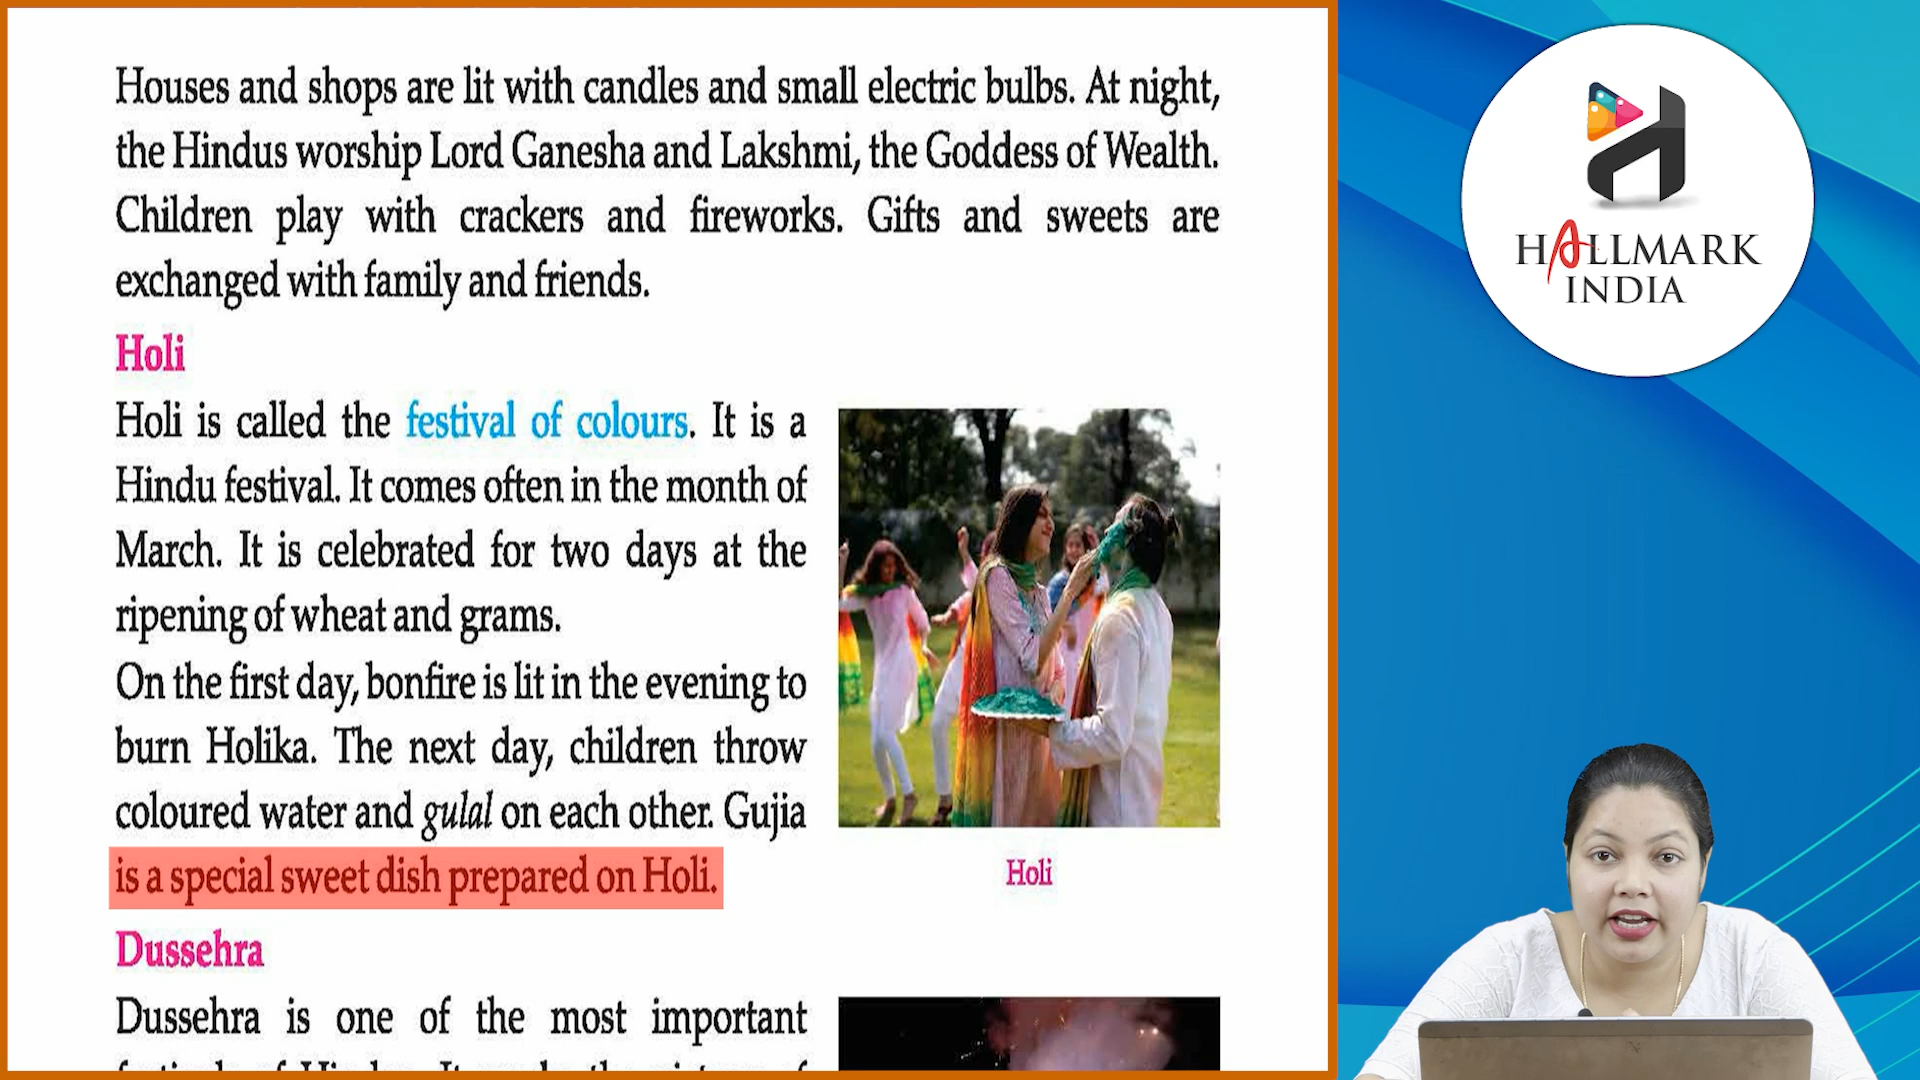 Houses and shops are lit with candles and small electric bulbs. At night,
the Hindus worship Lord Ganesha and Lakshmi, the Goddess of Wealth.
Children play with crackers and fireworks. Gifts and sweets are
exchanged with family and friends.
Holi
Holi is called the festival of colours. It is a
Hindu festival. It comes often in the month of
March. It is celebrated for two days at the
ripening of wheat and grams.
On the first day, bonfire is lit in the evening to
burn Holika. The next day, children throw
coloured water and gulal on each other. Gujia
is a special sweet dish prepared on Holi.
Holi
Dussehra
Dussehra is one of the most important
HALLMARK
INDIA